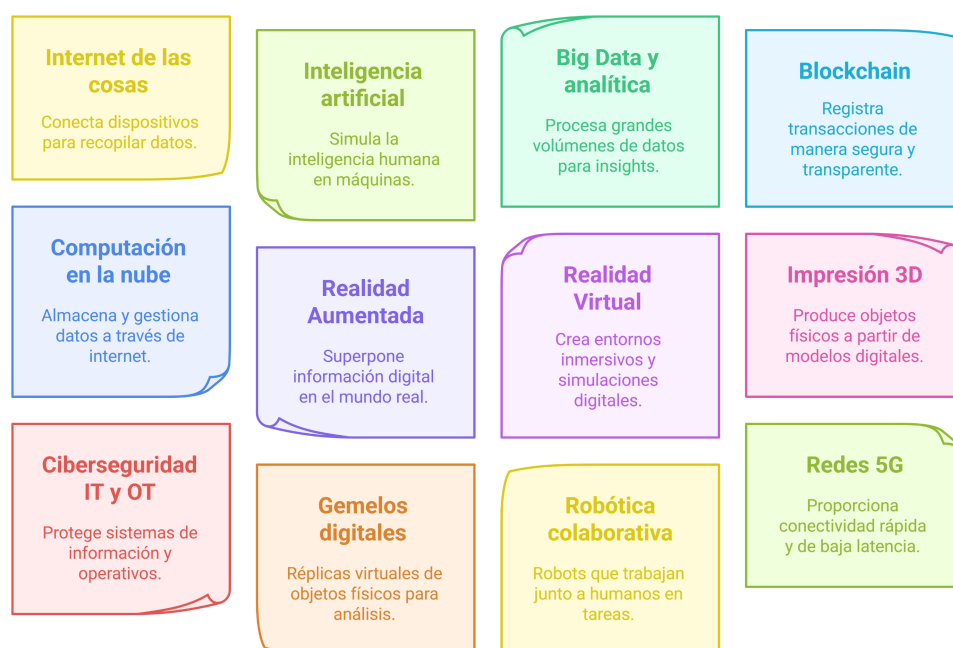 Internet de las
cosas
Conecta dispositivos
para recopilar datos.
Inteligencia
artificial
Simula la
inteligencia humana
en máquinas.
Big Data y
analítica
Procesa grandes
volúmenes de datos
para insights.
Blockchain
Registra
transacciones de
manera segura y
transparente.
Computación
en la nube
Almacena y gestiona
datos a través de
internet.
Realidad
Aumentada
Superpone
información digital
en el mundo real.
Realidad
Virtual
Crea entornos
inmersivos y
simulaciones
digitales.
Impresión 3D
Produce objetos
físicos a partir de
modelos digitales.
Ciberseguridad
IT y OT
Protege sistemas de
información y
operativos.
Gemelos
digitales
Réplicas virtuales de
objetos físicos para
análisis.
Robótica
colaborativa
Robots que trabajan
junto a humanos en
tareas.
Redes 5G
Proporciona
conectividad rápida
y de baja latencia.